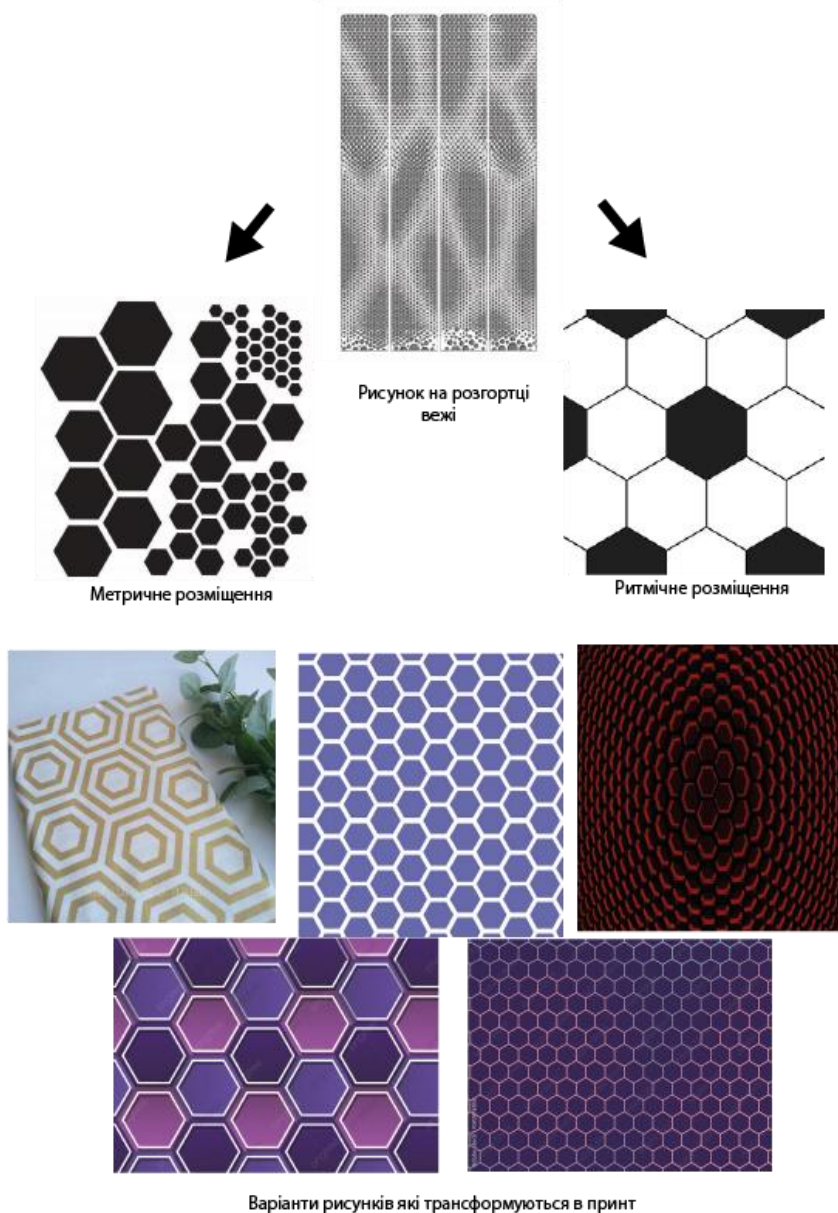 Рисунок на розгортці
вежі
Метричне розміщення
Ритмічне розміщення
Варіанти рисунків які трансформуються в принт